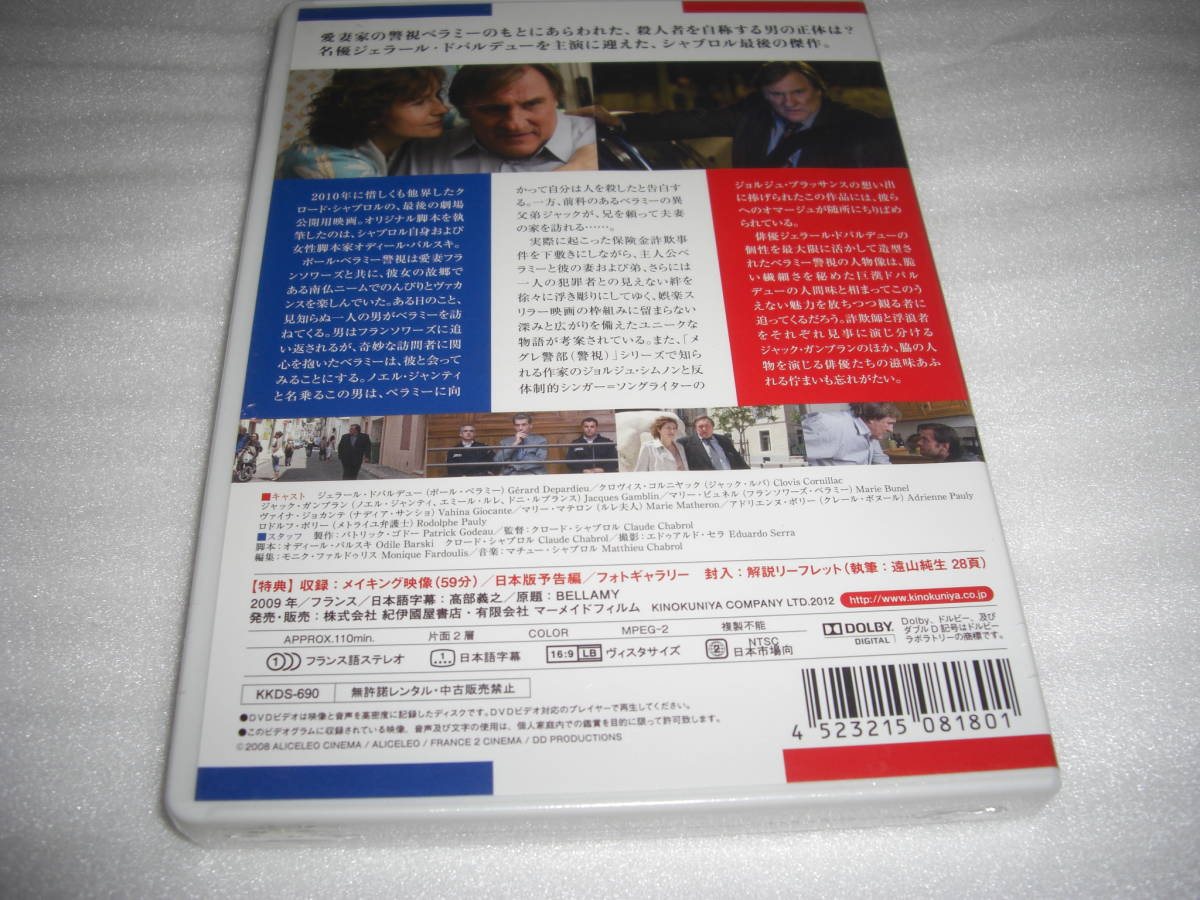 愛妻家の警視ベラミーのもとにあらわれた、殺人者を自称する男の正体は?
名優ジェラール・ドパルデューを主演に迎えた、シャブロル最後の傑作。
2010年に惜しくも他界したク
ロード・シャブロルの、最後の劇場
公開用映画。オリジナル脚本を執
筆したのは、シャブロル自身および
女性脚本家オディール・バルスキ。
ポール・ベラミー警視は愛妻フラ
ンソワーズと共に、彼女の故郷で
ある南仏ニームでのんびりとヴァカ
ンスを楽しんでいた。ある日のこと、
見知らぬ一人の男がベラミーを訪
ねてくる。男はフランソワーズに追
い返されるが、奇妙な訪問者に関
心を抱いたベラミーは、彼と会って
みることにする。ノエル・ジャンティ
と名乗るこの男は、ベラミーに向
かって自分は人を殺したと告白す
る。一方、前科のあるベラミーの異
父弟ジャックが、兄を頼って夫妻
の家を訪れる……。
実際に起こった保険金詐欺事
件を下敷きにしながら、主人公ベ
ラミーと彼の妻および弟、さらには
一人の犯罪者との見えない絆を
徐々に浮き彫りにしてゆく、娯楽ス
リラー映画の枠組みに留まらない
深みと広がりを備えたユニークな
物語が考案されている。また、「メ
グレ警部(警視)」シリーズで知ら
れる作家のジョルジュ・シムノンと反
体制的シンガー=ソングライターの
ジョルジュ・ブラッサンスの想い出
に捧げられたこの作品には、彼ら
へのオマージュが随所にちりばめ
られている。
俳優ジェラール・ドパルデューの
個性を最大限に活かして造型さ
れたベラミー警視の人物像は、脆
い繊細さを秘めた巨漢ドパル
デューの人間味と相まってこのう
えない魅力を放ちつつ観る者に
迫ってくるだろう。詐欺師と浮浪者
をそれぞれ見事に演じ分ける
ジャック・ガンブランのほか、脇の人
物を演じる俳優たちの滋味あふ
れる佇まいも忘れがたい。
■キャスト ジェラール・ドパルデュー(ポール・ベラミー) Gérard Depardieu/クロヴィス・コルニヤック(ジャック・ルバ) Clovis Cornillac
ジャック・ガンブラン(ノエル・ジャンティ、エミール・ルレ、ドニ・ルプランス) Jacques Gamblin/マリー・ビュネル(フランソワーズ・ベラミー) Marie Bunel
ヴァイナ・ジョカンテ(ナディア・サンショ) Vahina Giocante/マリー・マテロン(ルレ夫人) Marie Matheron/アドリエンヌ・ポリー(クレール・ボヌール) Adrienne Pauly
ロドルフ・ポリー(メトライユ弁護士) Rodolphe Pauly
■スタッフ 製作:パトリック・ゴドー Patrick Godeau/監督:クロード・シャブロル Claude Chabrol
脚本:オディール・バルスキ Odile Barski クロード・シャブロル Claude Chabrol/撮影:エドゥアルド・セラ Eduardo Serra
編集:モニク・ファルドゥリス Monique Fardoulis/音楽:マチュー・シャブロル Matthieu Chabrol
【特典】収録:メイキング映像(59分)/日本版予告編/フォトギャラリー 封入:解説リーフレット(執筆:遠山純生 28頁)
2009年/フランス/日本語字幕:高部義之/原題:BELLAMY
発売・販売:株式会社 紀伊國屋書店・有限会社 マーメイドフィルム KINOKUNIYA COMPANY LTD.2012
http://www.kinokuniya.co.jp
APPROX.110min. 片面2層 COLOR MPEG-2 複製不能
DOLBY DIGITAL
Dolby、ドルビー、及び
ダブルD記号はドルビー
ラボラトリーの商標です。
1 フランス語ステレオ 1 日本語字幕 16:9 LB ヴィスタサイズ 2 NTSC 日本市場向
KKDS-690 無許諾レンタル・中古販売禁止
●DVDビデオは映像と音声を高密度に記録したディスクです。DVDビデオ対応のプレイヤーで再生してください。
●このビデオグラムに収録されている映像、音声及び文字の使用は、個人家庭内での鑑賞を目的に限って許可致します。
©2008 ALICELEO CINEMA / ALICELEO / FRANCE 2 CINEMA / DD PRODUCTIONS
4 523215 081801